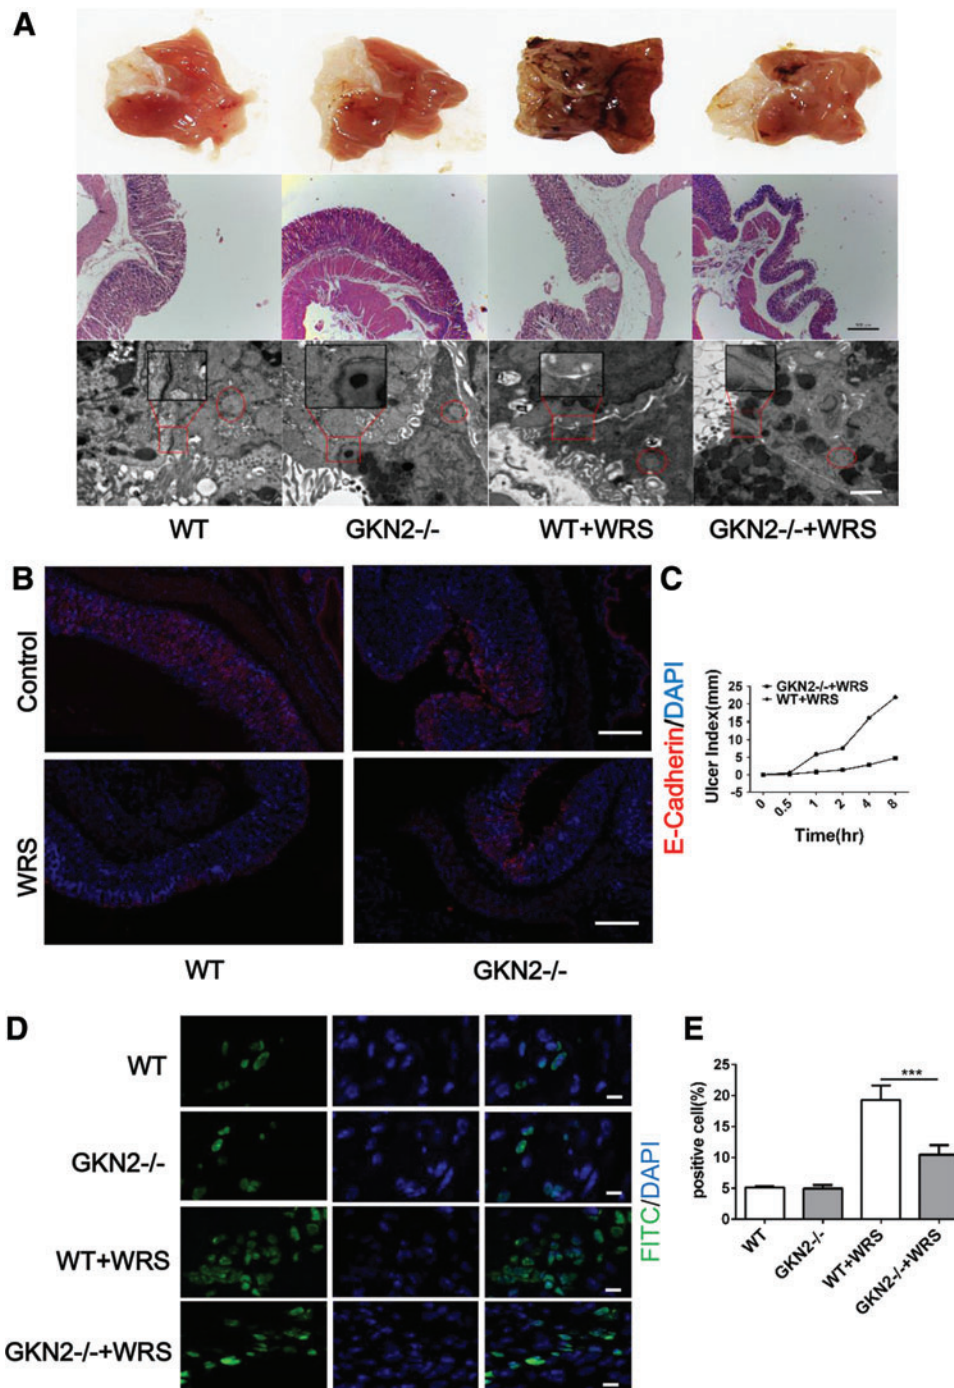 A
WT GKN2-/- WT+WRS GKN2-/-+WRS
B
Control
WRS
WT GKN2-/-
E-Cadherin/DAPI
C
GKN2-/-+WRS
WT+WRS
Ulcer Index(mm)
25
20
15
10
5
0
-5
0 0.5 1 2 4 8
Time(hr)
D
WT
GKN2-/-
WT+WRS
GKN2-/-+WRS
FITC/DAPI
E
***
positive cell(%)
25
20
15
10
5
0
WT GKN2-/- WT+WRS GKN2-/-+WRS